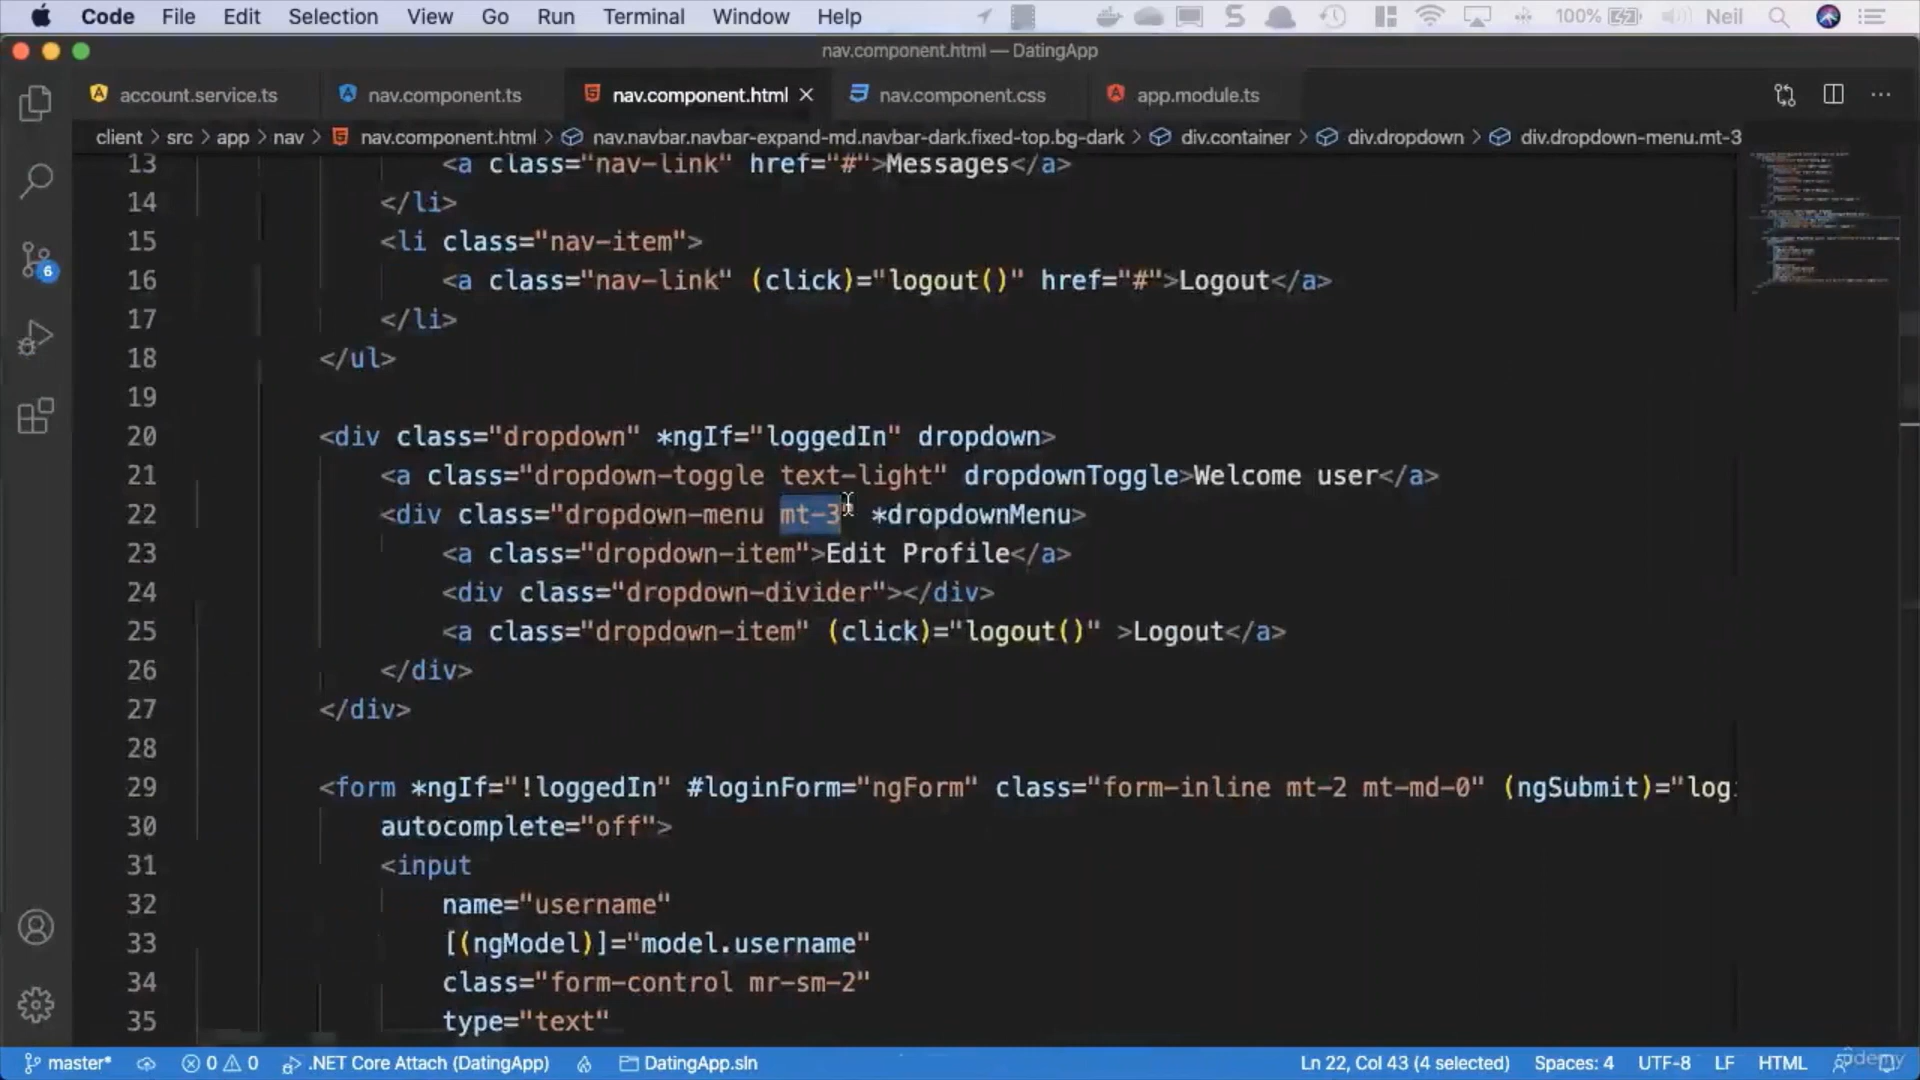 Code File Edit Selection View Go Run Terminal Window Help 100% Neil
nav.component.html — DatingApp
account.service.ts nav.component.ts nav.component.html nav.component.css app.module.ts
client > src > app > nav > nav.component.html > nav.navbar.navbar-expand-md.navbar-dark.fixed-top.bg-dark > div.container > div.dropdown > div.dropdown-menu.mt-3
13 <a class="nav-link" href="#">Messages</a>
14 </li>
15 <li class="nav-item">
16 <a class="nav-link" (click)="logout()" href="#">Logout</a>
17 </li>
18 </ul>
19
20 <div class="dropdown" *ngIf="loggedIn" dropdown>
21 <a class="dropdown-toggle text-light" dropdownToggle>Welcome user</a>
22 <div class="dropdown-menu mt-3" *dropdownMenu>
23 <a class="dropdown-item">Edit Profile</a>
24 <div class="dropdown-divider"></div>
25 <a class="dropdown-item" (click)="logout()" >Logout</a>
26 </div>
27 </div>
28
29 <form *ngIf="!loggedIn" #loginForm="ngForm" class="form-inline mt-2 mt-md-0" (ngSubmit)="log
30 autocomplete="off">
31 <input
32 name="username"
33 [(ngModel)]="model.username"
34 class="form-control mr-sm-2"
35 type="text"
6
master* 0 0 .NET Core Attach (DatingApp) DatingApp.sln Ln 22, Col 43 (4 selected) Spaces: 4 UTF-8 LF HTML
udemy